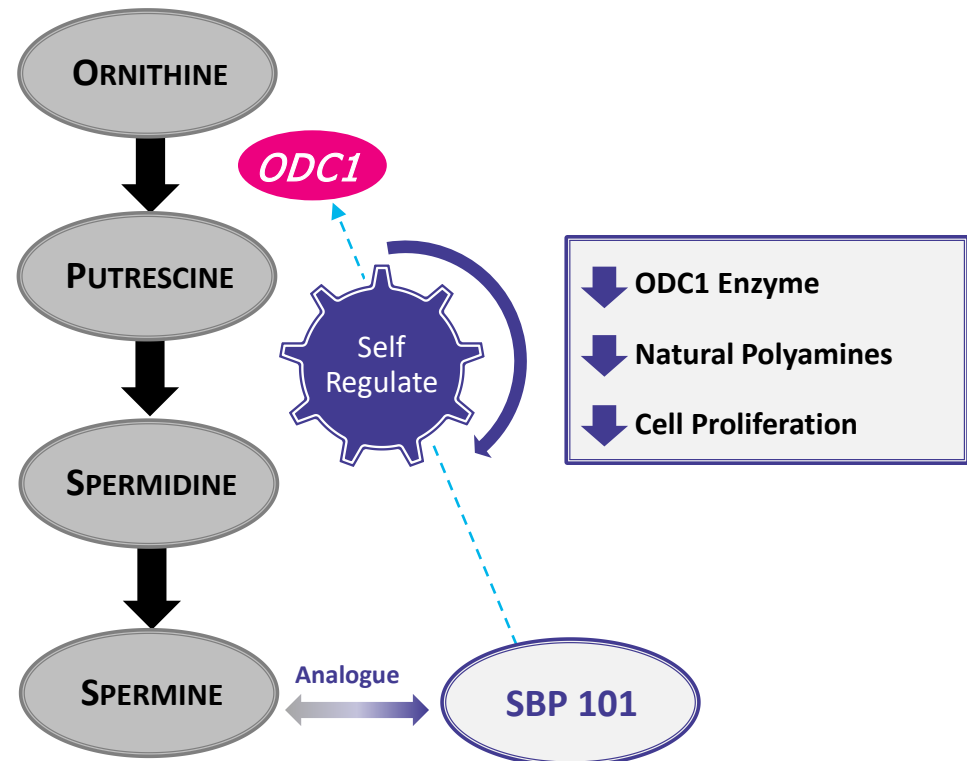 ORNITHINE
ODC1
PUTRESCINE
Self
Regulate
ODC1 Enzyme
Natural Polyamines
Cell Proliferation
SPERMIDINE
Analogue
SPERMINE
SBP 101